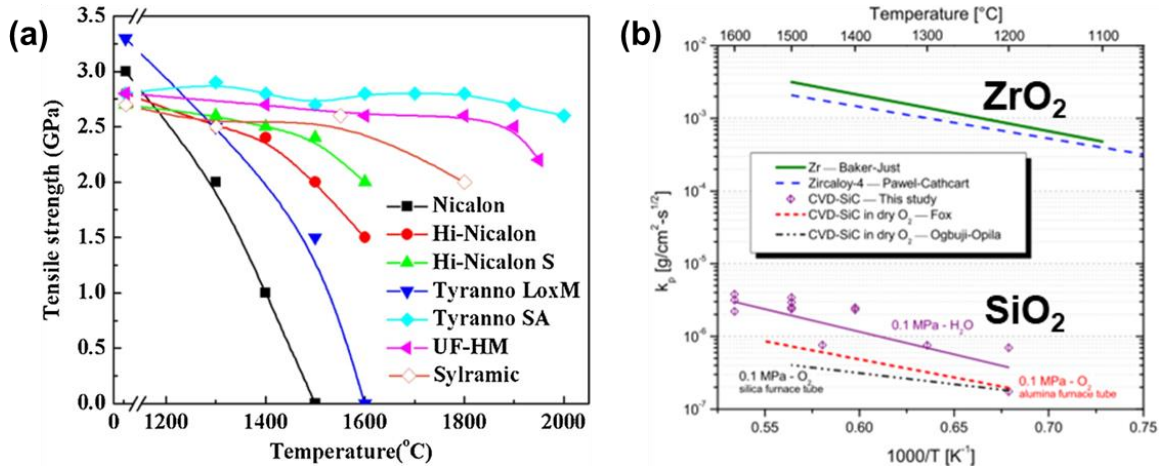 (a)
3.5
3.0
2.5
2.0
1.5
1.0
0.5
0.0
Tensile strength (GPa)
0 1200 1400 1600 1800 2000
Temperature(°C)
Nicalon
Hi-Nicalon
Hi-Nicalon S
Tyranno LoxM
Tyranno SA
UF-HM
Sylramic
(b)
Temperature [°C]
1600 1500 1400 1300 1200 1100
10⁻²
10⁻³
10⁻⁴
10⁻⁵
10⁻⁶
10⁻⁷
kₚ [g/cm²-s¹/²]
ZrO₂
Zr — Baker-Just
Zircaloy-4 — Pawel-Cathcart
CVD-SiC — This study
CVD-SiC in dry O₂ — Fox
CVD-SiC in dry O₂ — Ogbuji-Opila
SiO₂
0.1 MPa - H₂O
0.1 MPa - O₂
silica furnace tube
0.1 MPa - O₂
alumina furnace tube
0.55 0.60 0.65 0.70 0.75
1000/T [K⁻¹]